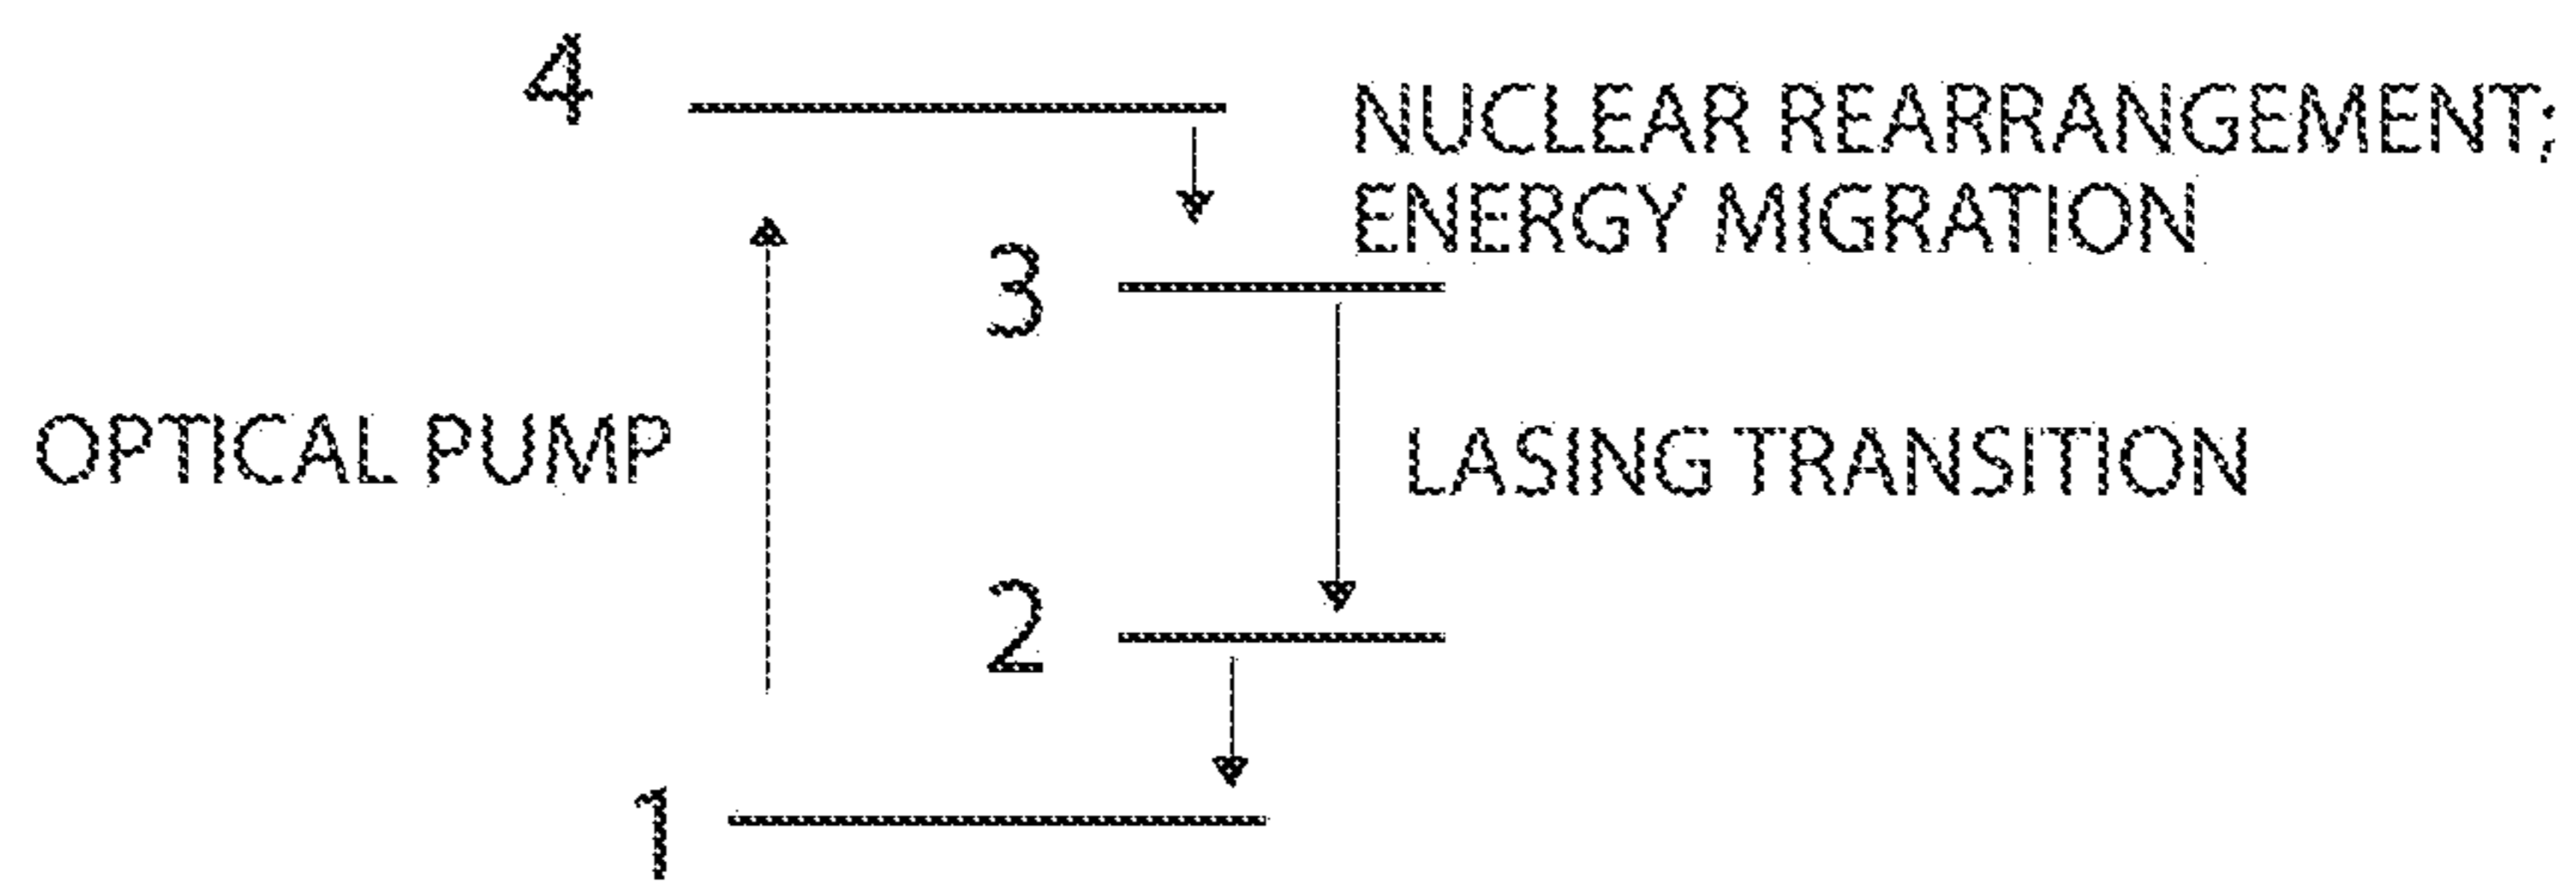 4
NUCLEAR REARRANGEMENT;
ENERGY MIGRATION
3
OPTICAL PUMP
LASING TRANSITION
2
1